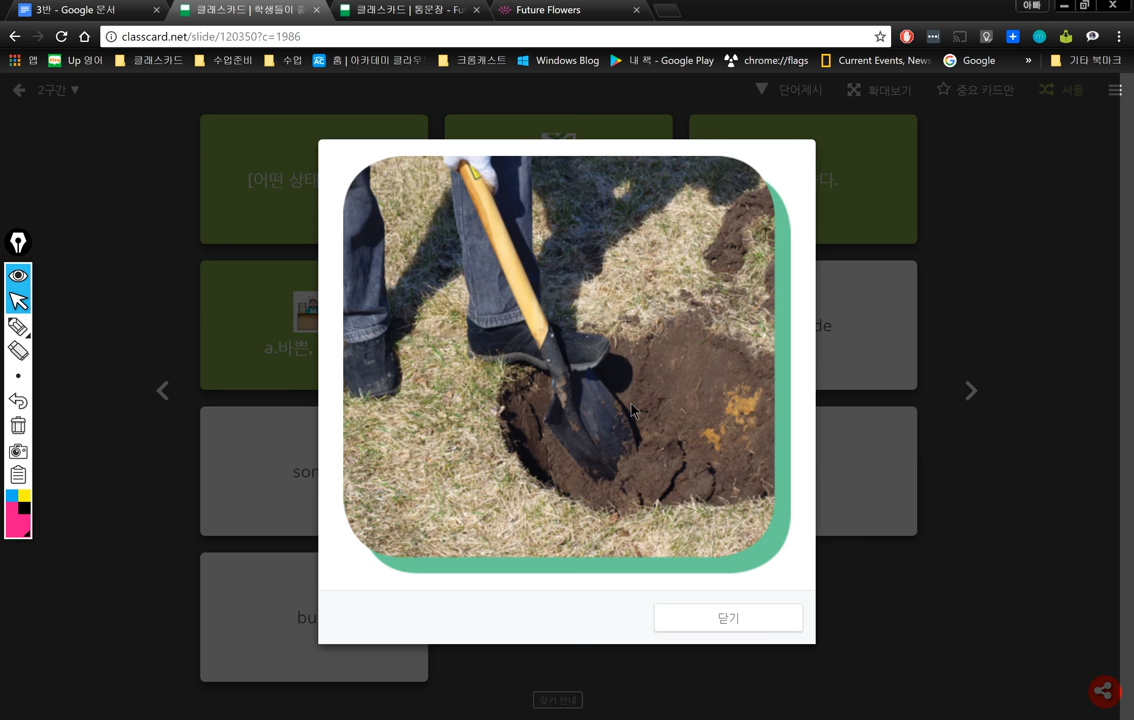 3반 - Google 문서
클래스카드 | 학생들이 좋
클래스카드 | 통문장 - Fu
Future Flowers
아빠
classcard.net/slide/120350?c=1986
앱
Up 영어
클래스카드
수업준비
수업
AC
홈 | 아카데미 클라우
크롬캐스트
Windows Blog
내 책 - Google Play
chrome://flags
Current Events, News
Google
»
기타 북마크
2구간 ▼
단어제시
확대보기
중요 카드만
셔플
[어떤 상태
다.
a.바쁜,
de
son
bu
닫기
핫키 안내